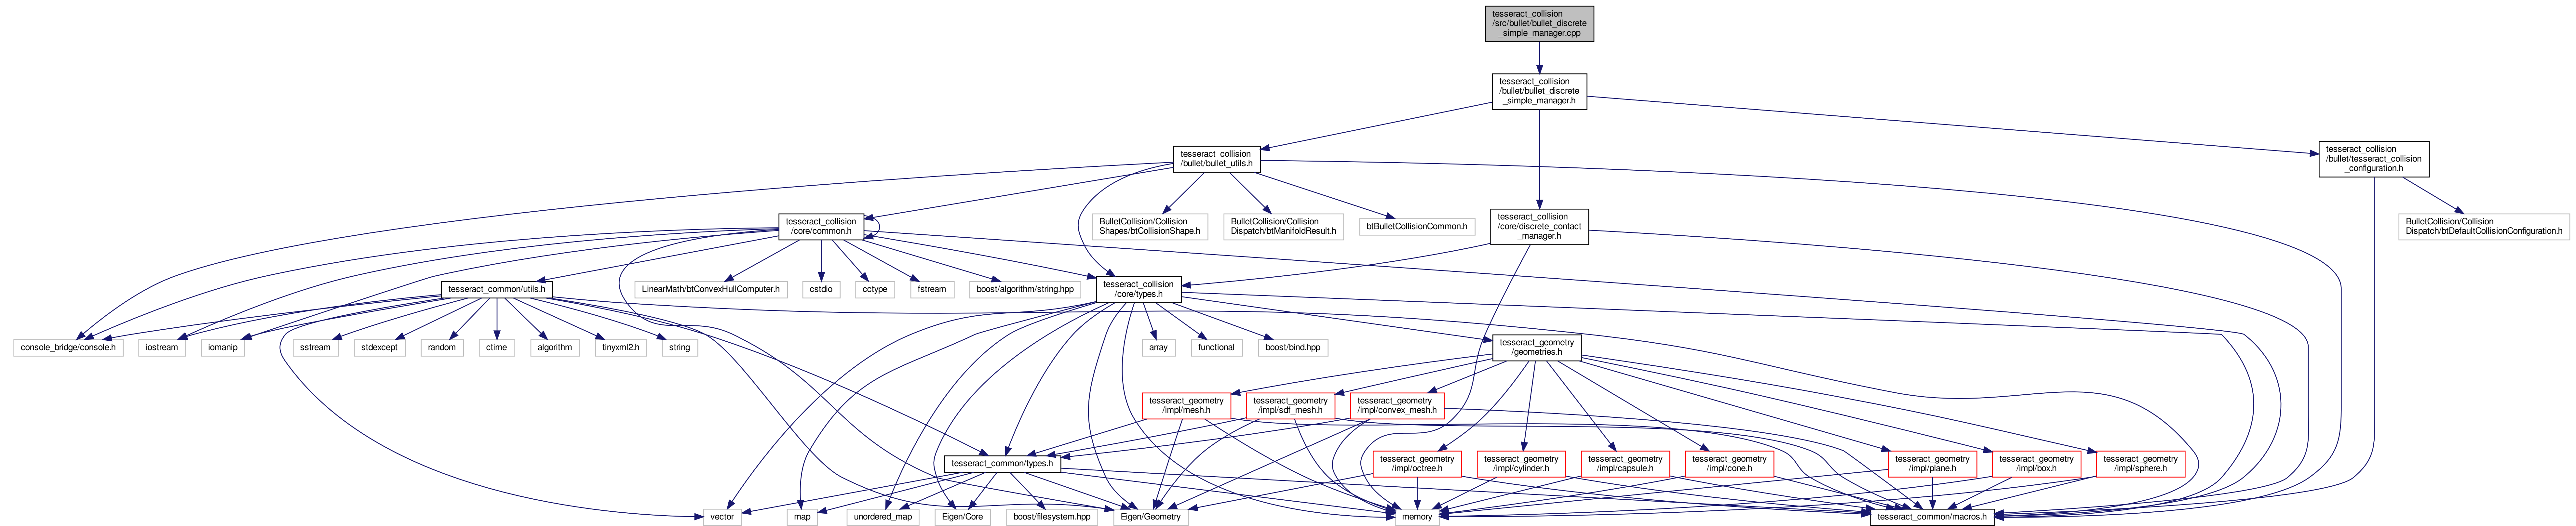 tesseract_collision
/src/bullet/bullet_discrete
_simple_manager.cpp
tesseract_collision
/bullet/bullet_discrete
_simple_manager.h
tesseract_collision
/bullet/bullet_utils.h
tesseract_collision
/bullet/tesseract_collision
_configuration.h
tesseract_collision
/core/common.h
BulletCollision/Collision
Shapes/btCollisionShape.h
BulletCollision/Collision
Dispatch/btManifoldResult.h
btBulletCollisionCommon.h
tesseract_collision
/core/discrete_contact
_manager.h
BulletCollision/Collision
Dispatch/btDefaultCollisionConfiguration.h
tesseract_common/utils.h
LinearMath/btConvexHullComputer.h
cstdio
cctype
fstream
boost/algorithm/string.hpp
tesseract_collision
/core/types.h
console_bridge/console.h
iostream
iomanip
sstream
stdexcept
random
ctime
algorithm
tinyxml2.h
string
array
functional
boost/bind.hpp
tesseract_geometry
/geometries.h
tesseract_geometry
/impl/mesh.h
tesseract_geometry
/impl/sdf_mesh.h
tesseract_geometry
/impl/convex_mesh.h
tesseract_common/types.h
tesseract_geometry
/impl/octree.h
tesseract_geometry
/impl/cylinder.h
tesseract_geometry
/impl/capsule.h
tesseract_geometry
/impl/cone.h
tesseract_geometry
/impl/plane.h
tesseract_geometry
/impl/box.h
tesseract_geometry
/impl/sphere.h
vector
map
unordered_map
Eigen/Core
boost/filesystem.hpp
Eigen/Geometry
memory
tesseract_common/macros.h